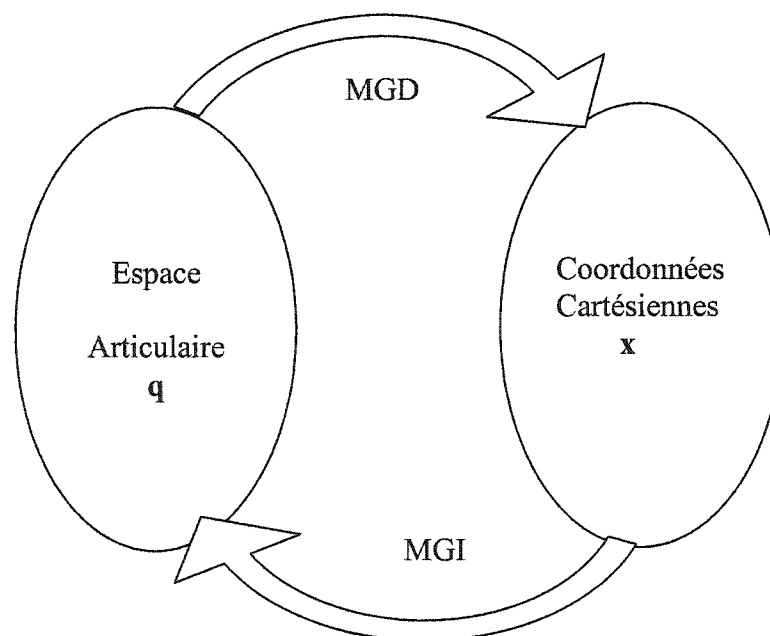 MGD
Espace
Articulaire
q
Coordonnées
Cartésiennes
x
MGI